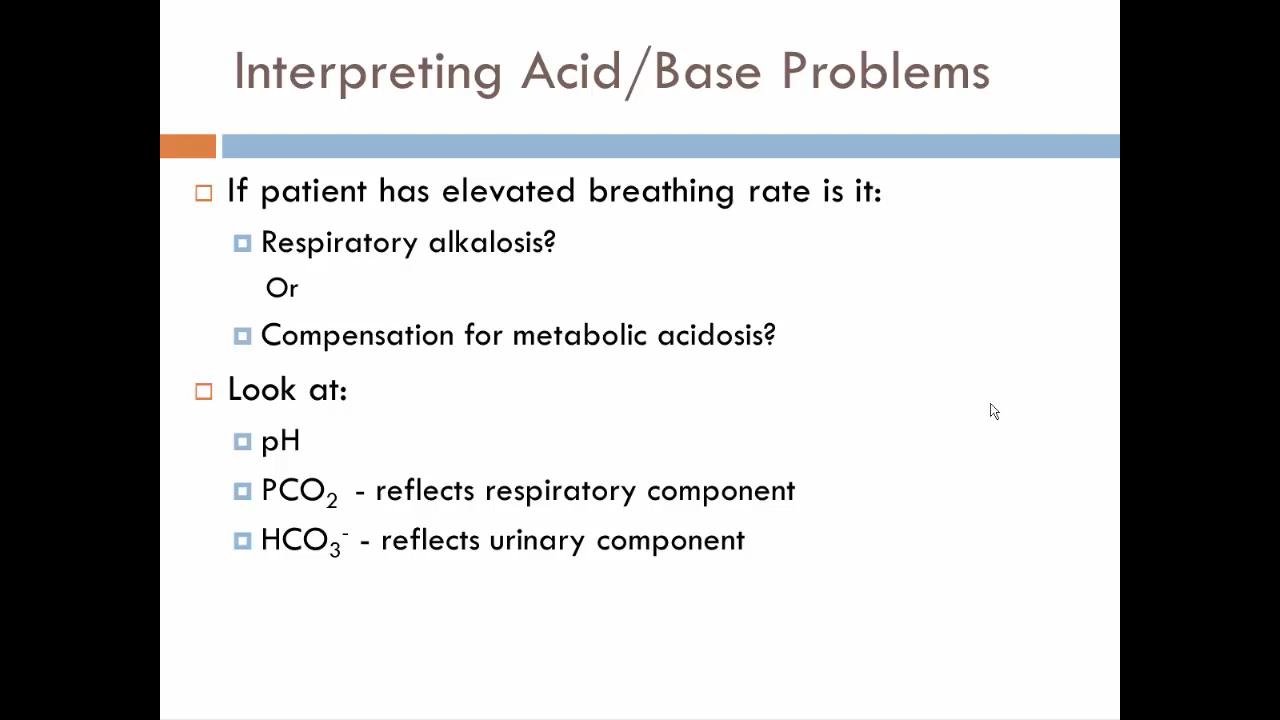 Interpreting Acid/Base Problems
If patient has elevated breathing rate is it:
Respiratory alkalosis?
Or
Compensation for metabolic acidosis?
Look at:
pH
PCO₂ - reflects respiratory component
HCO₃⁻ - reflects urinary component